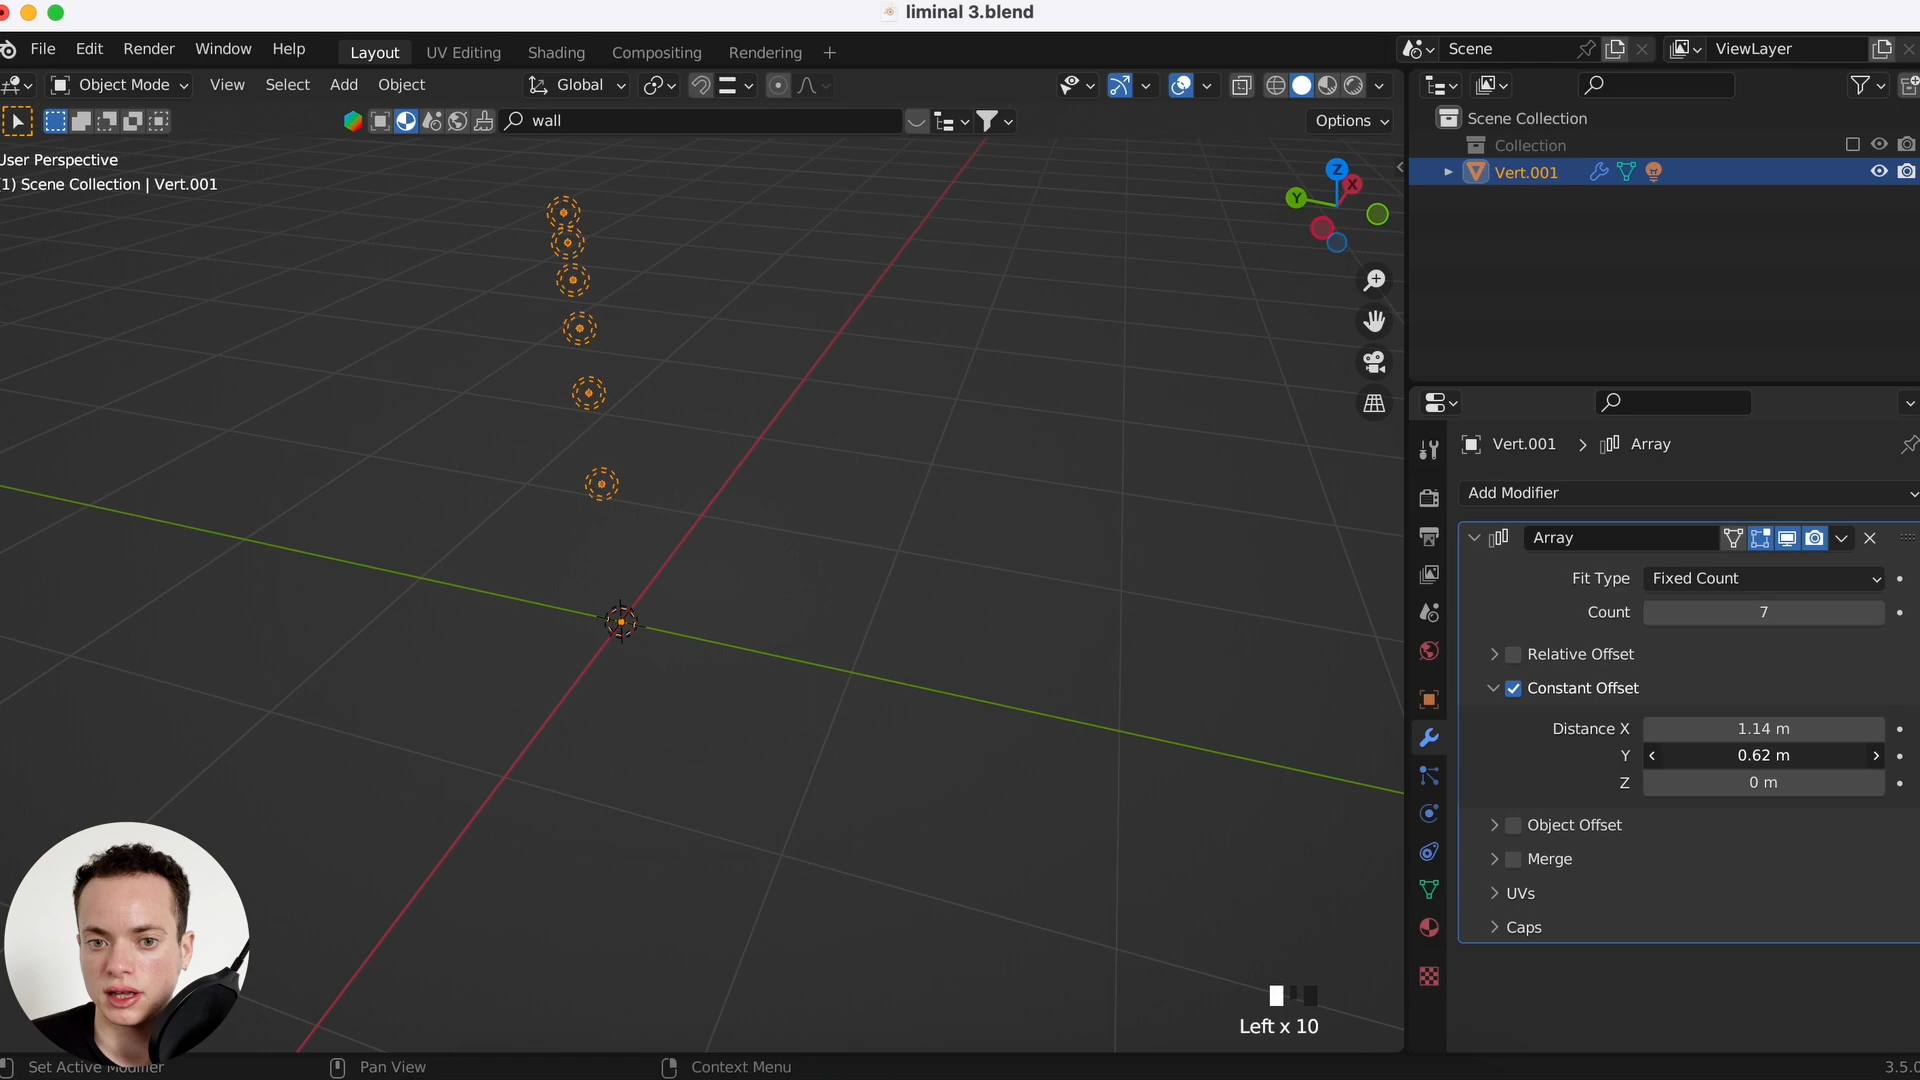 liminal 3.blend
File Edit Render Window Help
Layout UV Editing Shading Compositing Rendering
Scene
ViewLayer
Object Mode View Select Add Object
Global
wall
Options
User Perspective
(1) Scene Collection | Vert.001
Z
X
Y
Scene Collection
Collection
Vert.001
Vert.001 > Array
Add Modifier
Array
Fit Type Fixed Count
Count 7
Relative Offset
Constant Offset
Distance X 1.14 m
Y 0.62 m
Z 0 m
Object Offset
Merge
UVs
Caps
Left x 10
Set Active Modifier
Pan View
Context Menu
3.5.0